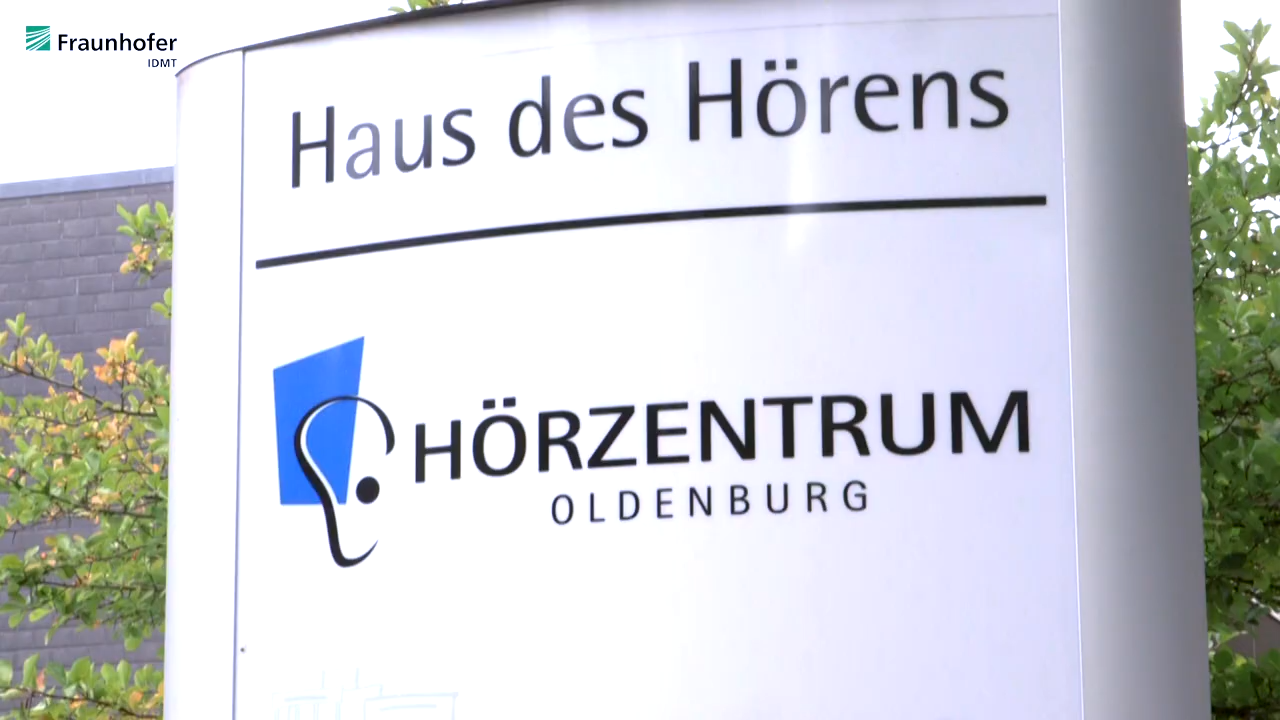 Fraunhofer
IDMT
Haus des Hörens
HÖRZENTRUM
OLDENBURG